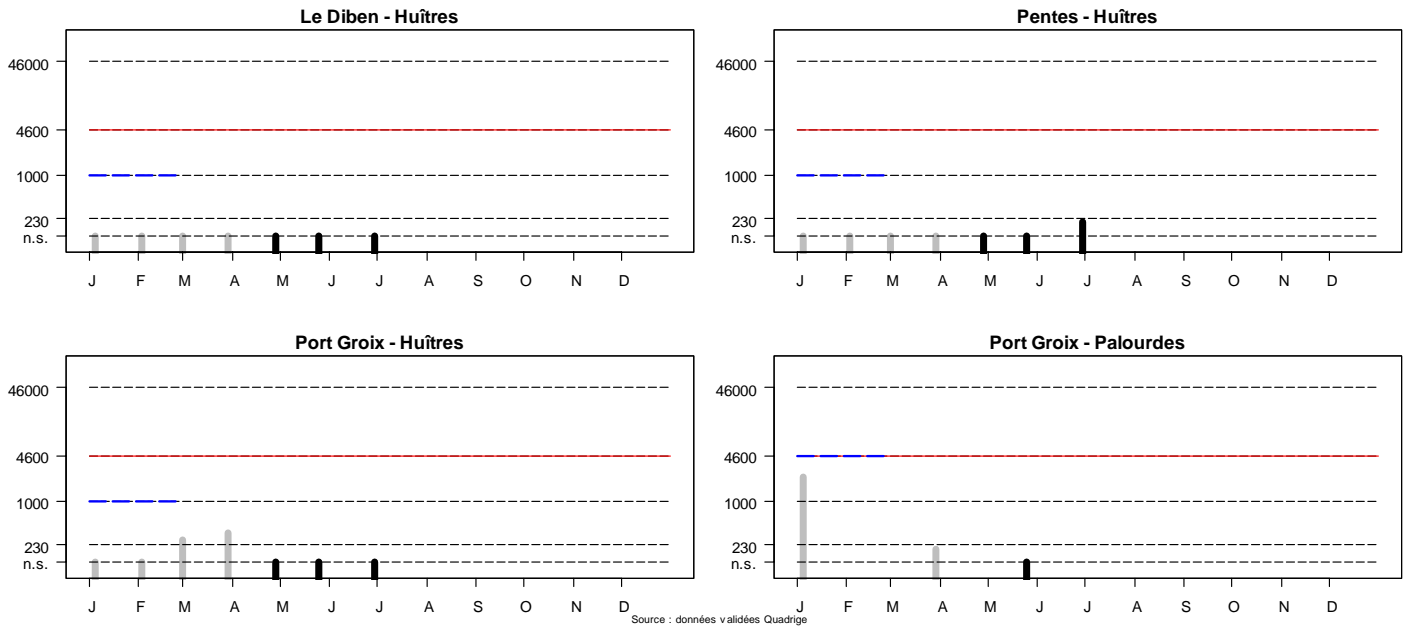 Le Diben - Huîtres
46000
4600
1000
230
n.s.
J F M A M J J A S O N D
Pentes - Huîtres
46000
4600
1000
230
n.s.
J F M A M J J A S O N D
Port Groix - Huîtres
46000
4600
1000
230
n.s.
J F M A M J J A S O N D
Port Groix - Palourdes
46000
4600
1000
230
n.s.
J F M A M J J A S O N D
Source : données validées Quadrige